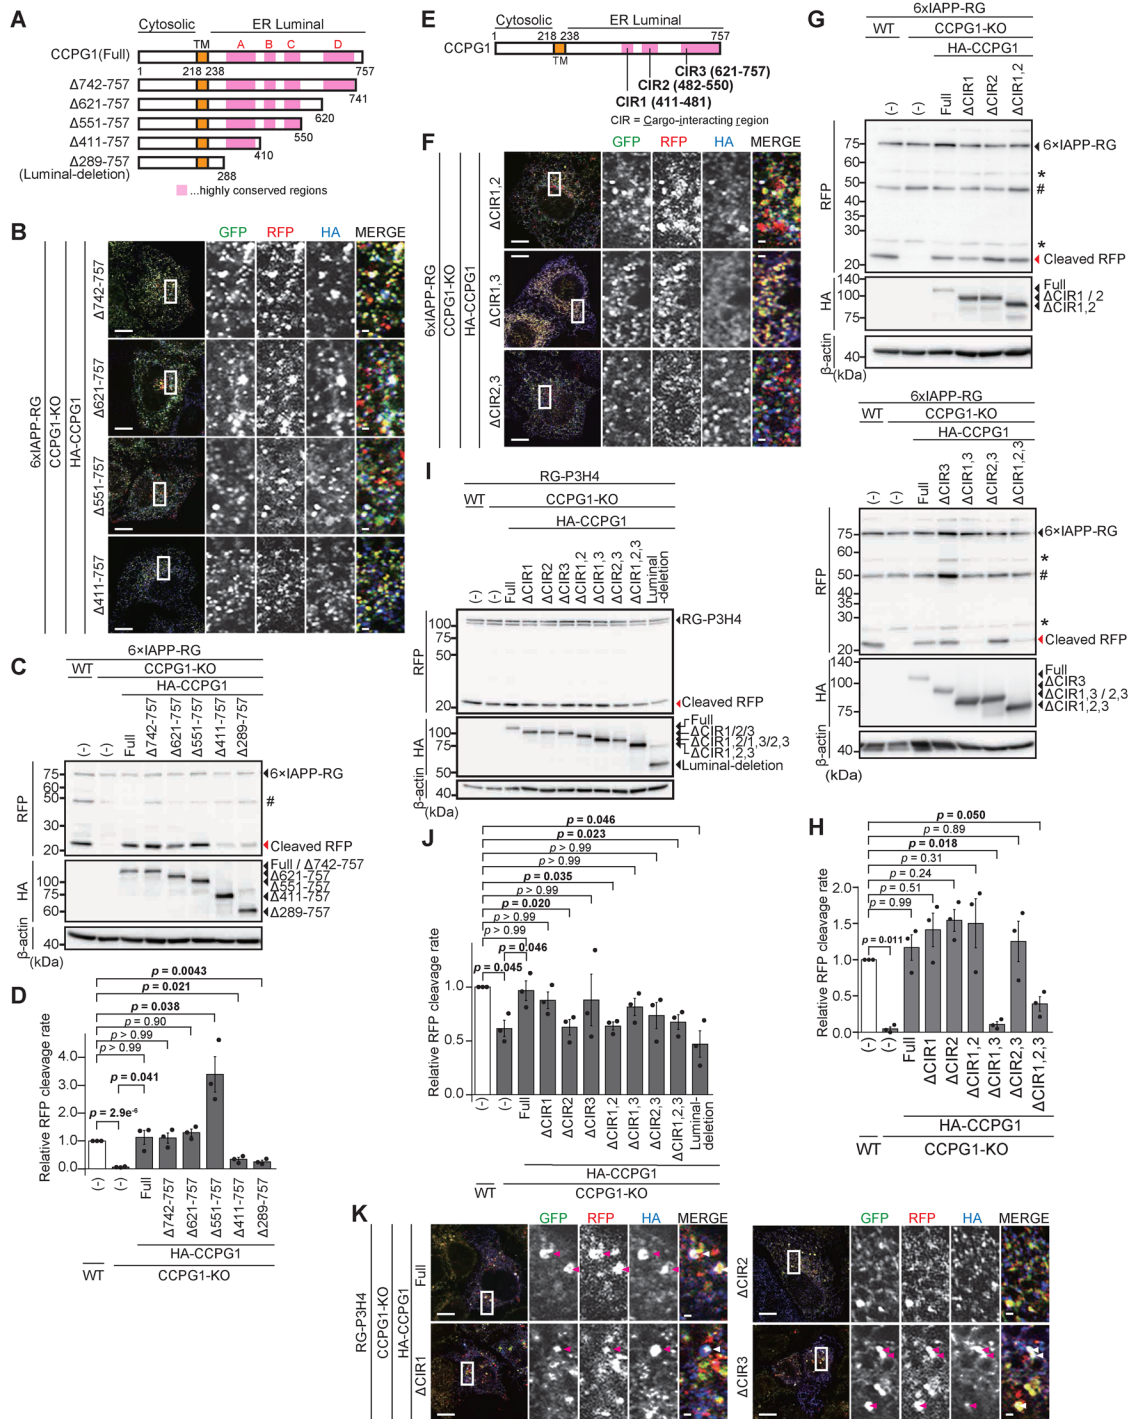 A
Cytosolic
ER Luminal
TM
A
B
C
D
CCPG1(Full)
1
218
238
757
Δ742-757
741
Δ621-757
620
Δ551-757
550
Δ411-757
410
Δ289-757
(Luminal-deletion)
288
...highly conserved regions
B
GFP
RFP
HA
MERGE
6xIAPP-RG
CCPG1-KO
HA-CCPG1
Δ742-757
Δ621-757
Δ551-757
Δ411-757
C
6×IAPP-RG
WT
CCPG1-KO
HA-CCPG1
(-)
(-)
Full
Δ742-757
Δ621-757
Δ551-757
Δ411-757
Δ289-757
RFP
75
60
50
30
20
6×IAPP-RG
#
Cleaved RFP
HA
100
75
60
Full / Δ742-757
Δ621-757
Δ551-757
Δ411-757
Δ289-757
β-actin
40
(kDa)
D
p = 0.0043
p = 0.021
p = 0.038
p = 0.90
p > 0.99
p > 0.99
p = 0.041
p = 2.9e-6
Relative RFP cleavage rate
4.0
3.0
2.0
1.0
0.0
(-)
(-)
Full
Δ742-757
Δ621-757
Δ551-757
Δ411-757
Δ289-757
HA-CCPG1
WT
CCPG1-KO
E
Cytosolic
ER Luminal
1
218
238
757
CCPG1
TM
CIR3 (621-757)
CIR2 (482-550)
CIR1 (411-481)
CIR = Cargo-interacting region
F
GFP
RFP
HA
MERGE
6xIAPP-RG
CCPG1-KO
HA-CCPG1
ΔCIR1,2
ΔCIR1,3
ΔCIR2,3
G
6xIAPP-RG
WT
CCPG1-KO
HA-CCPG1
(-)
(-)
Full
ΔCIR1
ΔCIR2
ΔCIR1,2
RFP
75
60
50
40
35
30
25
20
6×IAPP-RG
*
#
*
Cleaved RFP
HA
140
100
75
Full
ΔCIR1 / 2
ΔCIR1,2
β-actin
40
(kDa)
6xIAPP-RG
WT
CCPG1-KO
HA-CCPG1
(-)
(-)
Full
ΔCIR3
ΔCIR1,3
ΔCIR2,3
ΔCIR1,2,3
RFP
75
60
50
40
35
30
25
20
6×IAPP-RG
*
#
*
Cleaved RFP
HA
140
100
75
Full
ΔCIR3
ΔCIR1,3 / 2,3
ΔCIR1,2,3
β-actin
40
(kDa)
H
p = 0.050
p = 0.89
p = 0.018
p = 0.31
p = 0.24
p = 0.51
p = 0.99
p = 0.011
Relative RFP cleavage rate
2.0
1.5
1.0
0.5
0.0
(-)
(-)
Full
ΔCIR1
ΔCIR2
ΔCIR1,2
ΔCIR1,3
ΔCIR2,3
ΔCIR1,2,3
HA-CCPG1
WT
CCPG1-KO
I
RG-P3H4
WT
CCPG1-KO
HA-CCPG1
(-)
(-)
Full
ΔCIR1
ΔCIR2
ΔCIR3
ΔCIR1,2
ΔCIR1,3
ΔCIR2,3
ΔCIR1,2,3
Luminal
-deletion
RFP
100
50
20
RG-P3H4
Cleaved RFP
HA
100
75
50
Full
ΔCIR1/2/3
ΔCIR1,2/1,3/2,3
ΔCIR1,2,3
Luminal-deletion
β-actin
40
(kDa)
J
p = 0.046
p = 0.023
p > 0.99
p > 0.99
p = 0.035
p > 0.99
p = 0.020
p > 0.99
p > 0.99
p = 0.046
p = 0.045
Relative RFP cleavage rate
1.0
0.5
0.0
(-)
(-)
Full
ΔCIR1
ΔCIR2
ΔCIR3
ΔCIR1,2
ΔCIR1,3
ΔCIR2,3
ΔCIR1,2,3
Luminal-
deletion
HA-CCPG1
WT
CCPG1-KO
K
GFP
RFP
HA
MERGE
GFP
RFP
HA
MERGE
RG-P3H4
CCPG1-KO
HA-CCPG1
Full
ΔCIR1
ΔCIR2
ΔCIR3